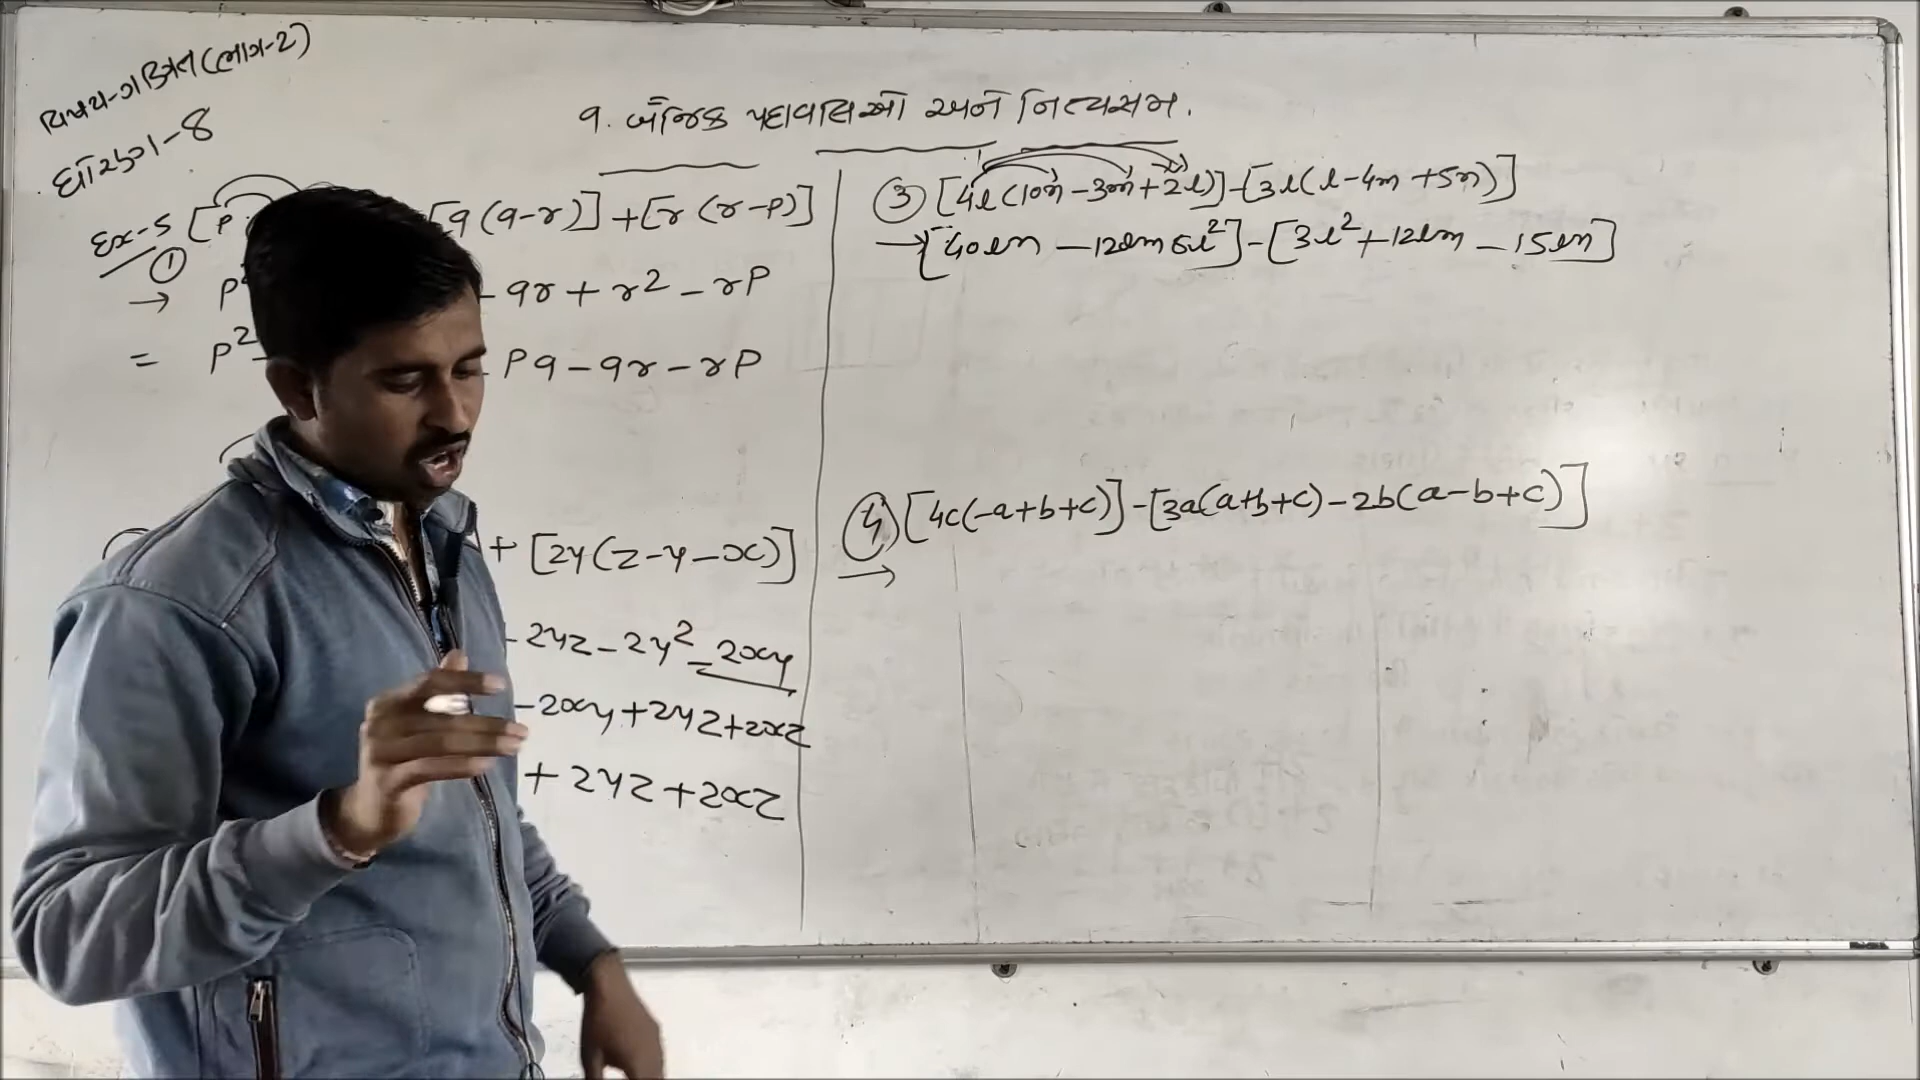 વિષય-ગણિત(ભાગ-2)
ધોરણ-8
9. બૈજિક પદાવલિઓ અને નિત્યસમ.
Ex-5 [P [q(q-r)]+[r(r-p)]
①
→ P² - qr + r² - rP
= P² - Pq - qr - rP
+ [2y(z-y-x)]
- 2yz - 2y² - 2xy
- 2xy + 2yz + 2xz
+ 2yz + 2xz
③ [4l(10n-3m+2l)]-[3l(l-4m+5n)]
→ [40ln - 12lm 8l²]-[3l²+12lm - 15ln]
④ [4c(-a+b+c)]-[3a(a+b+c)-2b(a-b+c)]
→